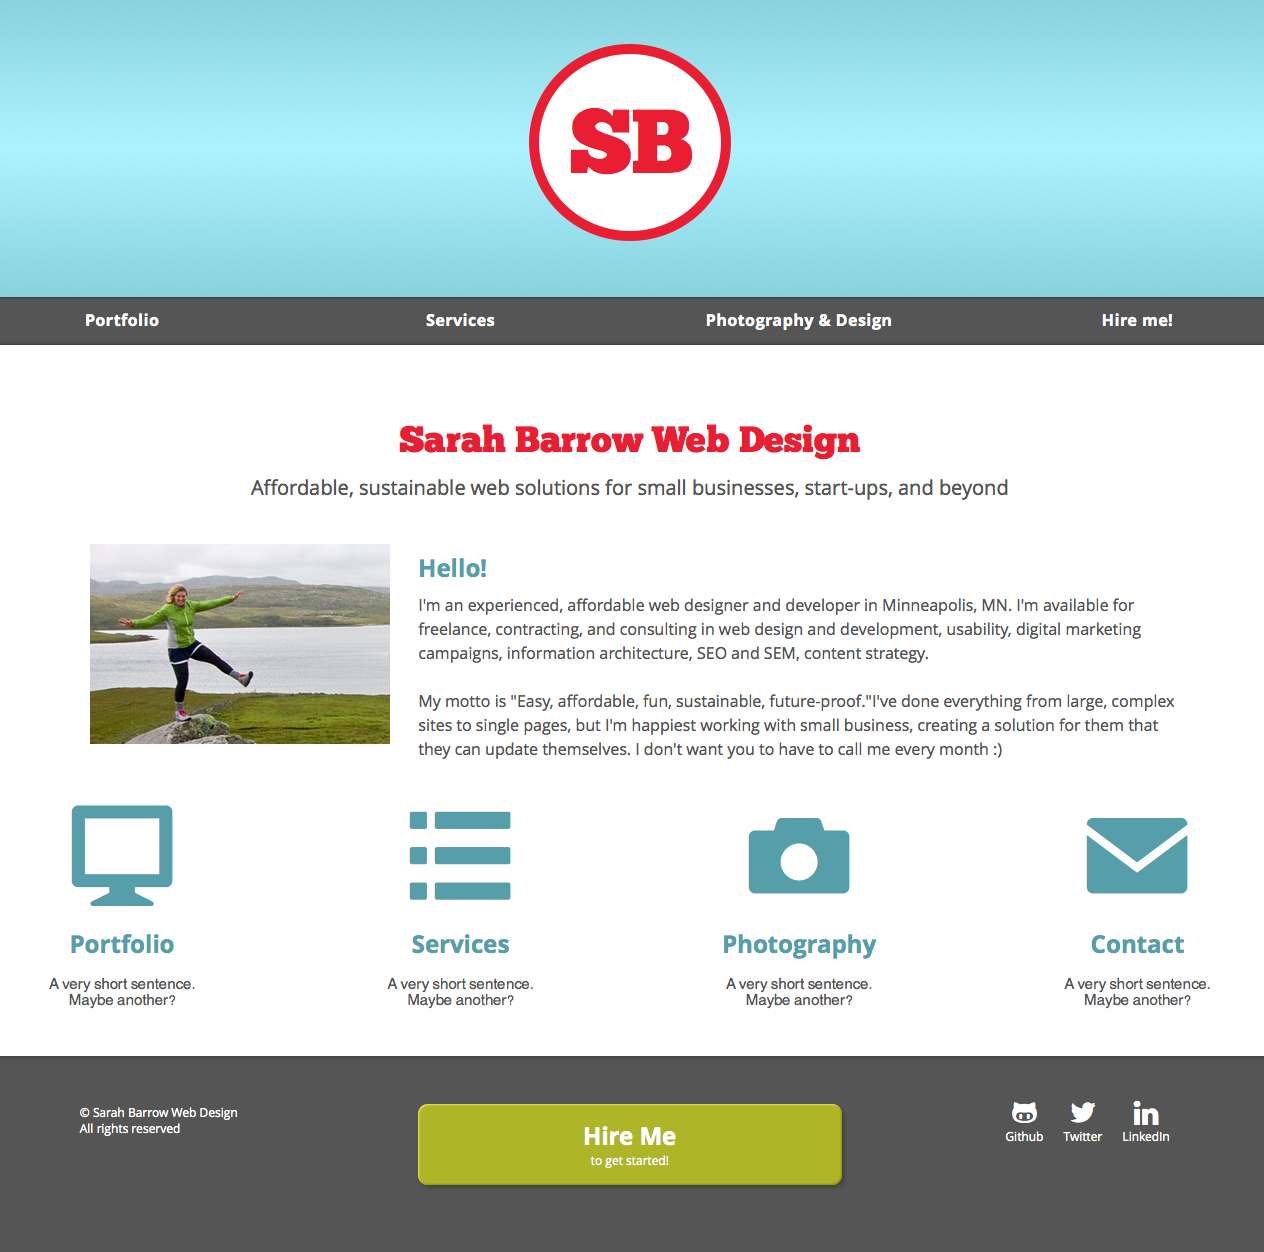 SB
Portfolio
Services
Photography & Design
Hire me!
Sarah Barrow Web Design
Affordable, sustainable web solutions for small businesses, start-ups, and beyond
Hello!
I'm an experienced, affordable web designer and developer in Minneapolis, MN. I'm available for
freelance, contracting, and consulting in web design and development, usability, digital marketing
campaigns, information architecture, SEO and SEM, content strategy.
My motto is "Easy, affordable, fun, sustainable, future-proof."I've done everything from large, complex
sites to single pages, but I'm happiest working with small business, creating a solution for them that
they can update themselves. I don't want you to have to call me every month :)
Portfolio
A very short sentence.
Maybe another?
Services
A very short sentence.
Maybe another?
Photography
A very short sentence.
Maybe another?
Contact
A very short sentence.
Maybe another?
© Sarah Barrow Web Design
All rights reserved
Hire Me
to get started!
Github
Twitter
in
LinkedIn